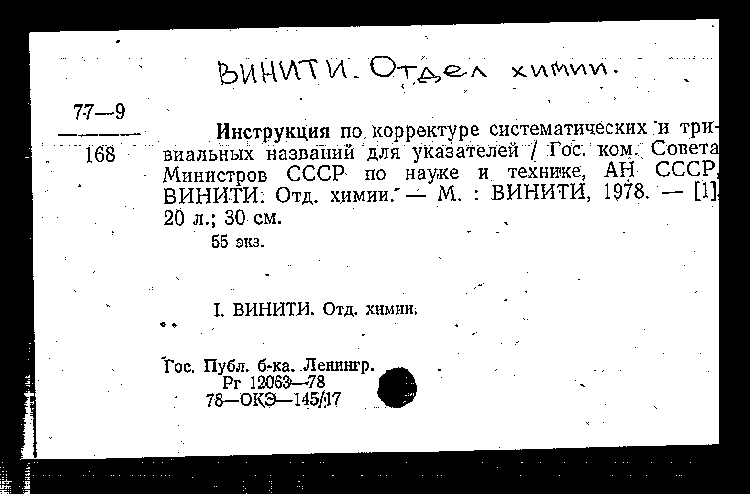 ВИНИТИ. Отдел химии.
77—9
168
Инструкция по корректуре систематических и три-
виальных названий для указателей / Гос. ком. Совета
Министров СССР по науке и технике, АН СССР,
ВИНИТИ. Отд. химии. — М. : ВИНИТИ, 1978. — [1],
20 л.; 30 см.
55 экз.
I. ВИНИТИ. Отд. химии.
Гос. Публ. б-ка. Ленингр.
Рг 12063—78
78—ОКЭ—145/17